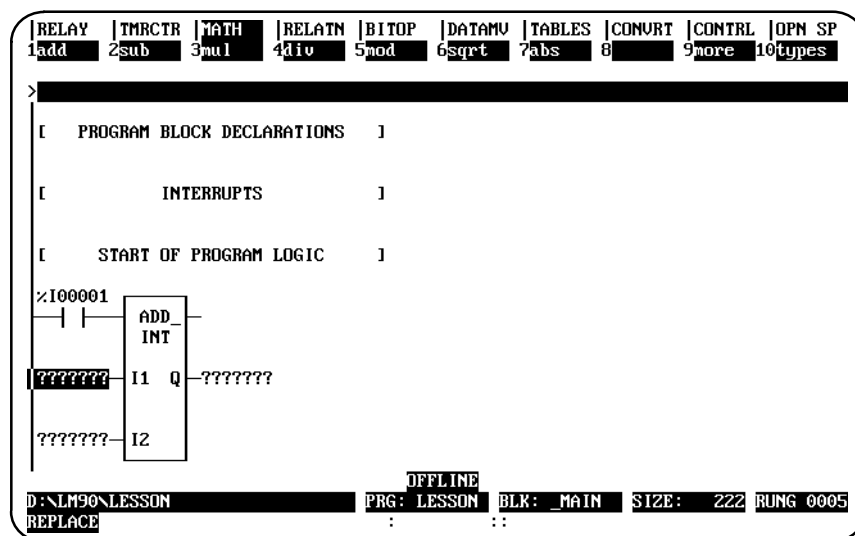 |RELAY |TMRCTR |MATH |RELATN |BITOP |DATAMV |TABLES |CONVRT |CONTRL |OPN SP
1add 2sub 3mul 4div 5mod 6sqrt 7abs 8 9more 10types
>
[ PROGRAM BLOCK DECLARATIONS ]
[ INTERRUPTS ]
[ START OF PROGRAM LOGIC ]
%I00001
ADD_
INT
??????? I1 Q ???????
??????? I2
OFFLINE
D:\LM90\LESSON PRG: LESSON BLK: _MAIN SIZE: 222 RUNG 0005
REPLACE : ::